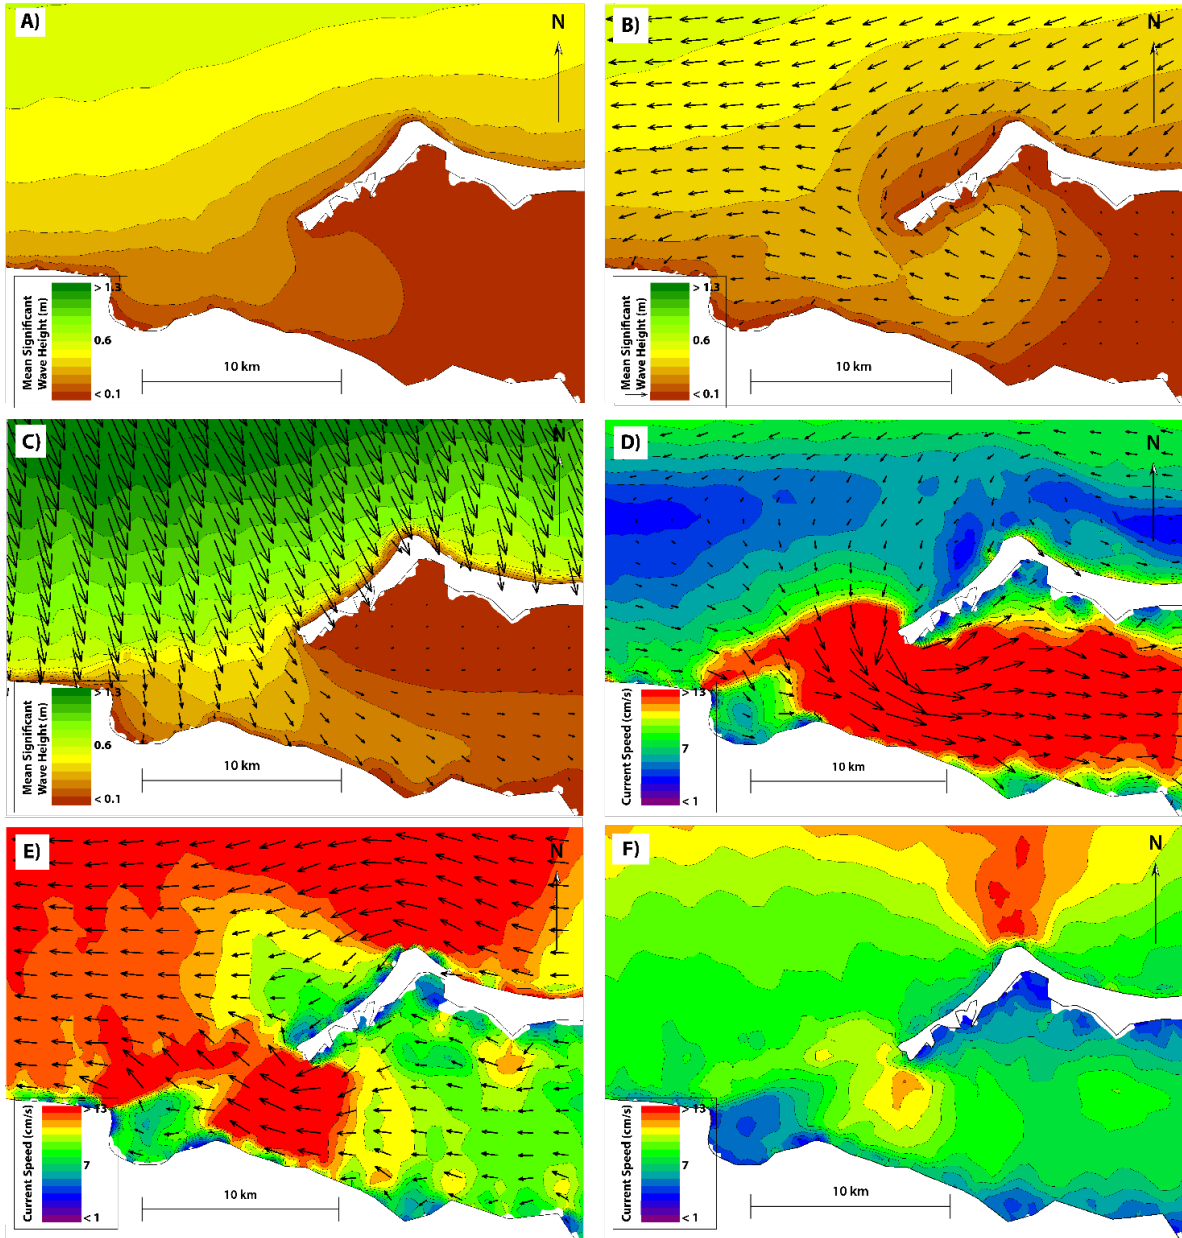 A)
N
> 1.3
0.6
< 0.1
Mean Significant
Wave Height (m)
10 km
B)
N
> 1.3
0.6
< 0.1
Mean Significant
Wave Height (m)
10 km
C)
N
> 1.3
0.6
< 0.1
Mean Significant
Wave Height (m)
10 km
D)
N
> 13
7
< 1
Current Speed (cm/s)
10 km
E)
N
> 13
7
< 1
Current Speed (cm/s)
10 km
F)
N
> 13
7
< 1
Current Speed (cm/s)
10 km